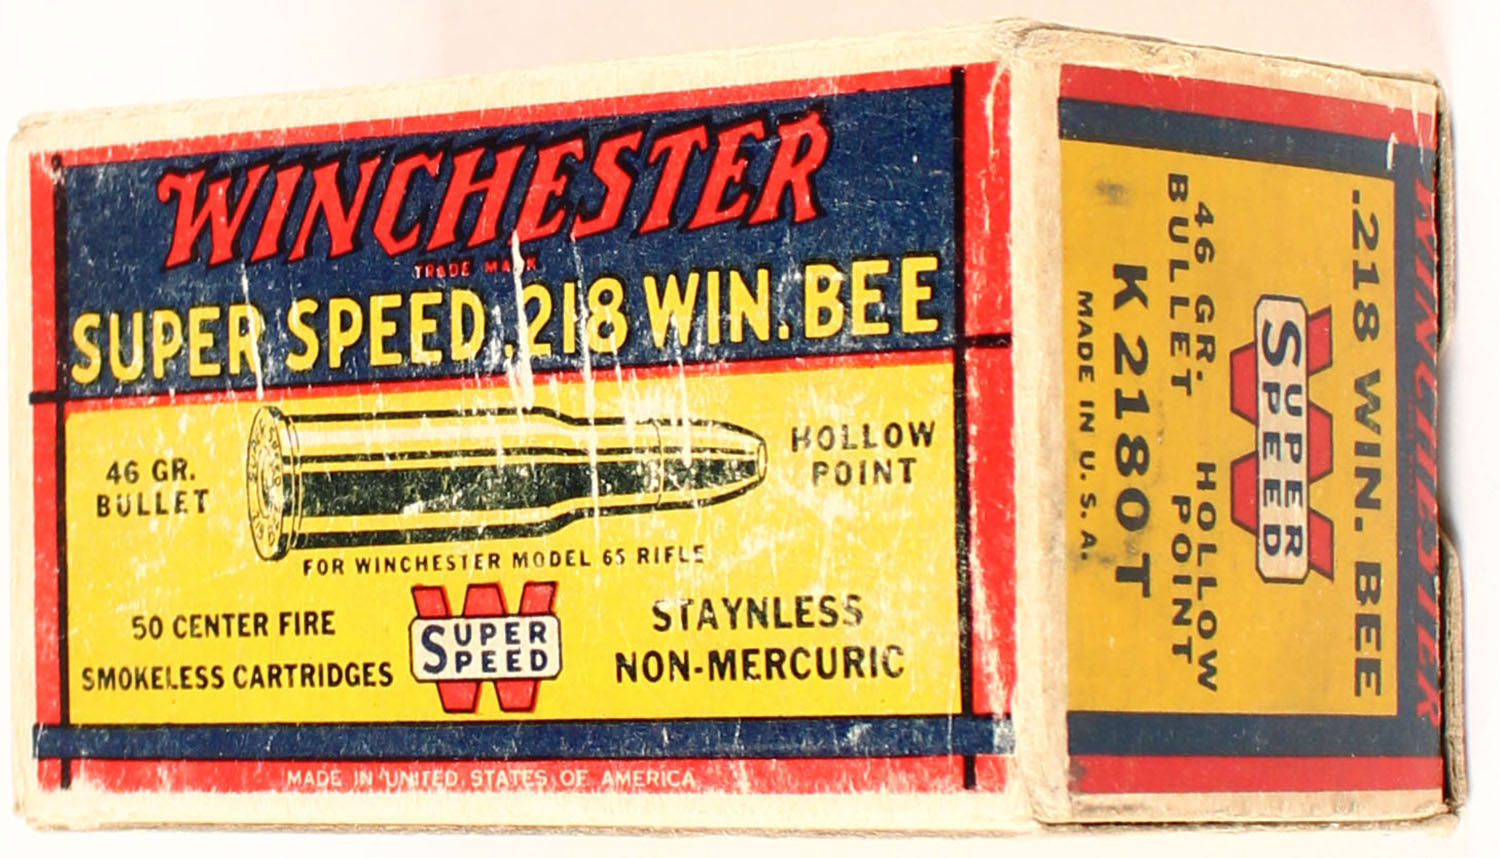 WINCHESTER
TRADE MARK
SUPER SPEED .218 WIN. BEE
46 GR.
BULLET
HOLLOW
POINT
FOR WINCHESTER MODEL 65 RIFLE
50 CENTER FIRE
SMOKELESS CARTRIDGES
SUPER
SPEED
STAYNLESS
NON-MERCURIC
MADE IN UNITED STATES OF AMERICA
WINCHESTER
.218 WIN. BEE
SUPER
SPEED
46 GR.
BULLET
HOLLOW
POINT
K 2180 T
MADE IN U. S. A.